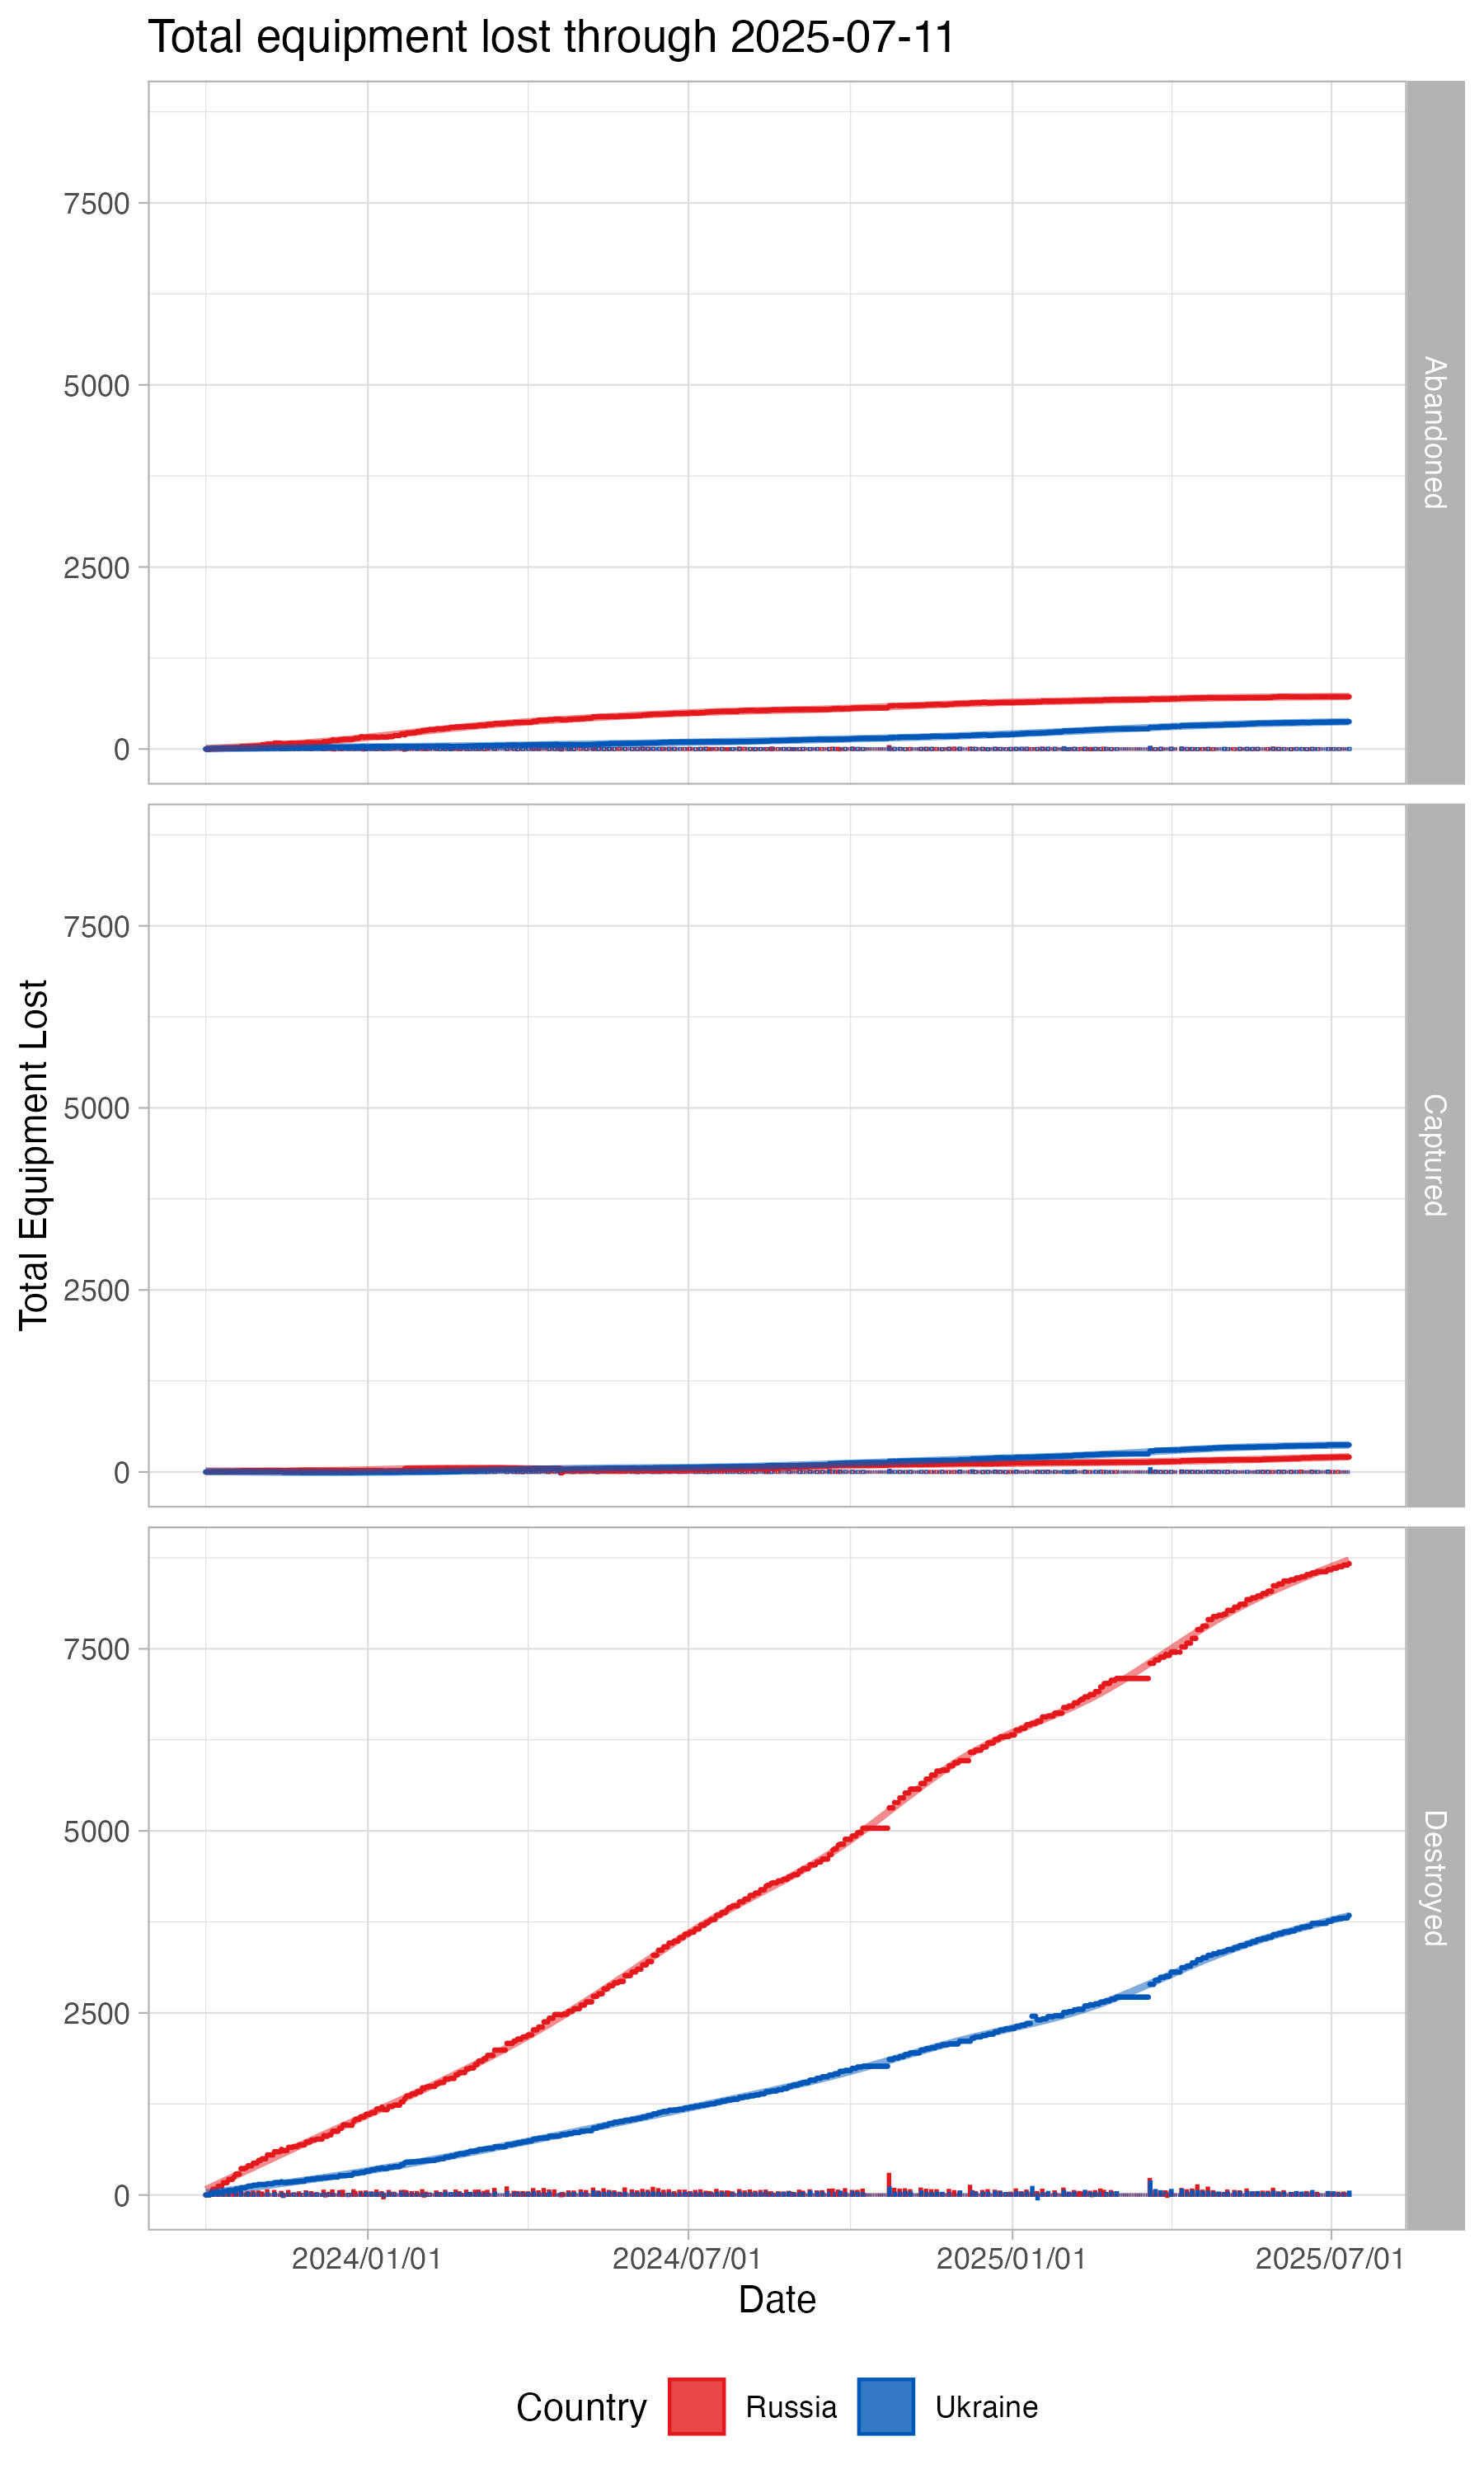 Total equipment lost through 2025-07-11
7500
5000
2500
0
Abandoned
7500
5000
2500
0
Captured
Total Equipment Lost
7500
5000
2500
0
Destroyed
2024/01/01 2024/07/01 2025/01/01 2025/07/01
Date
Country Russia Ukraine